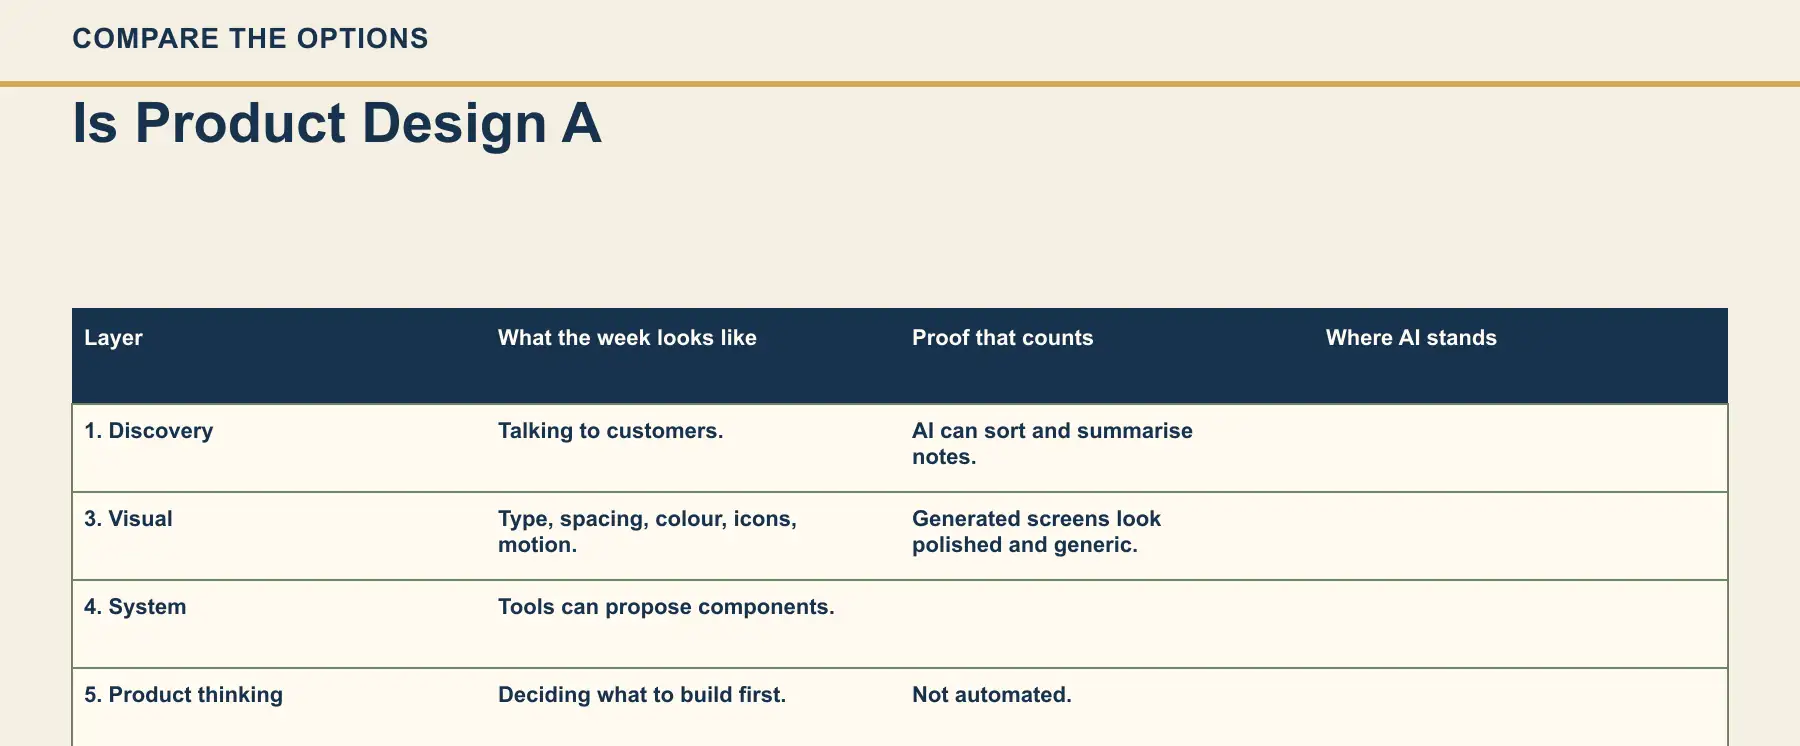 COMPARE THE OPTIONS
Is Product Design A
Layer What the week looks like Proof that counts Where AI stands
1. Discovery Talking to customers. AI can sort and summarise
notes.
3. Visual Type, spacing, colour, icons, Generated screens look
motion. polished and generic.
4. System Tools can propose components.
5. Product thinking Deciding what to build first. Not automated.